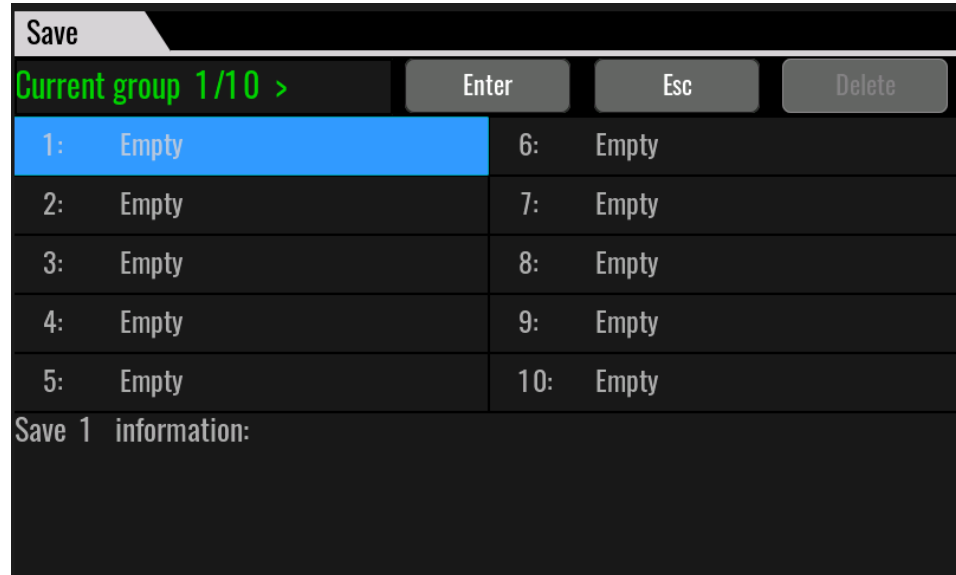 Save
Current group 1/10 > Enter Esc Delete
1: Empty 6: Empty
2: Empty 7: Empty
3: Empty 8: Empty
4: Empty 9: Empty
5: Empty 10: Empty
Save 1 information: